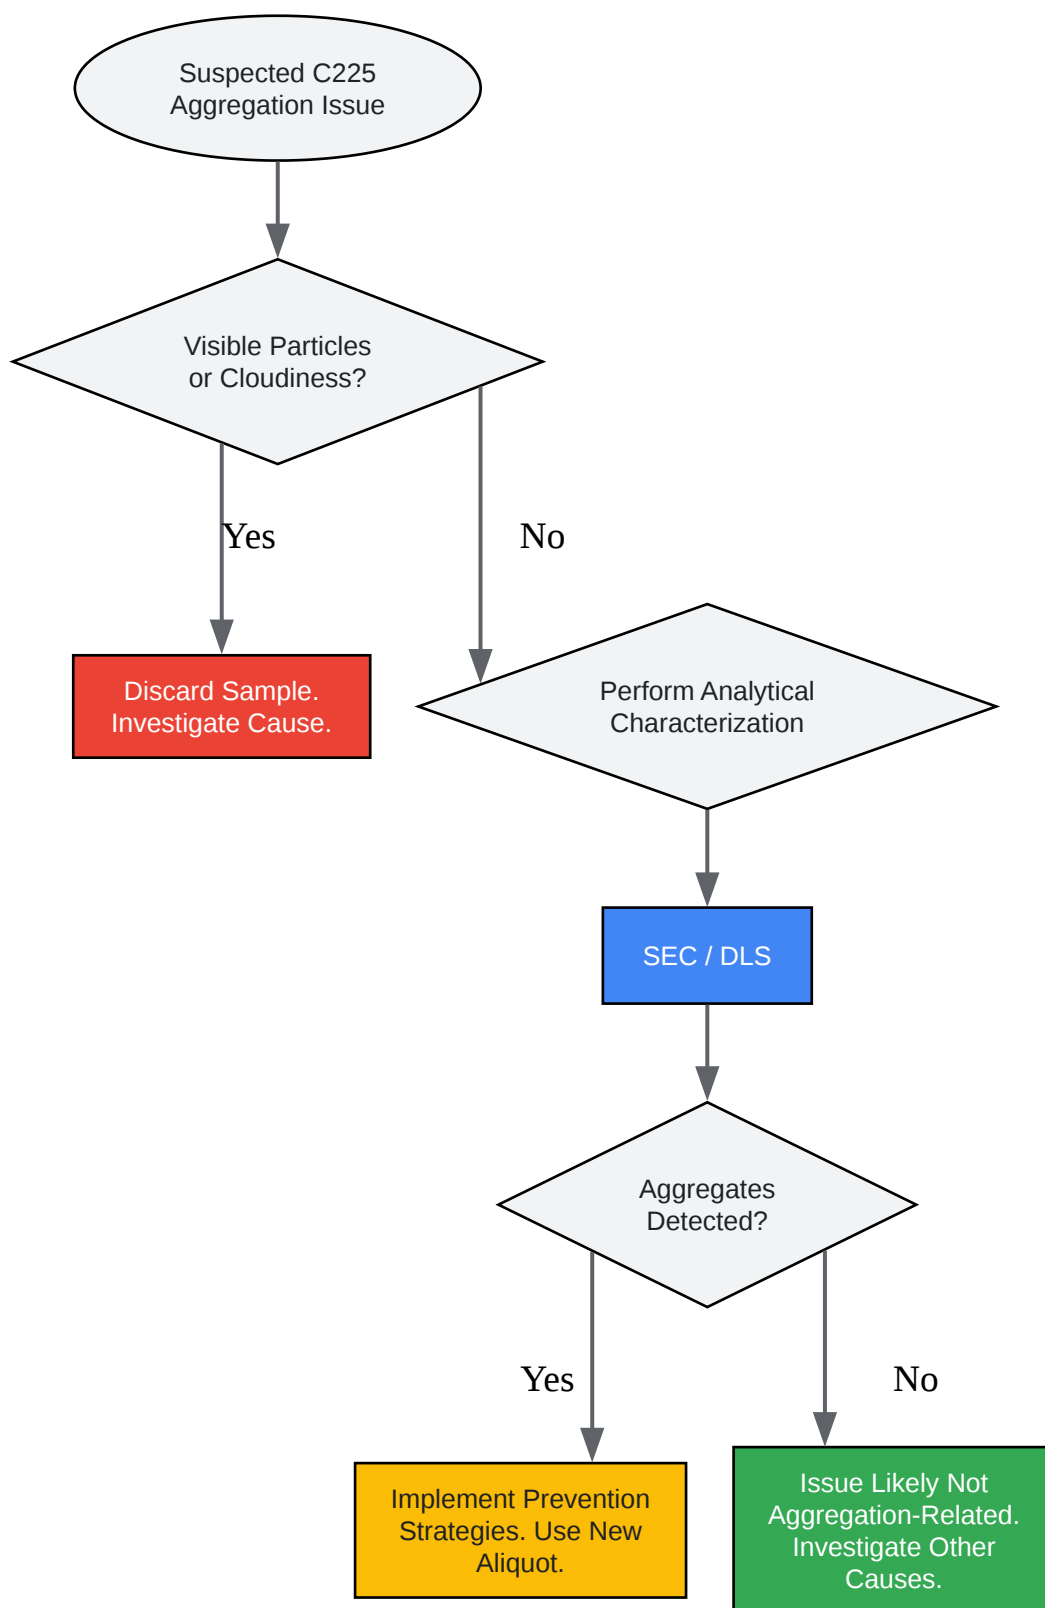 Suspected C225
Aggregation Issue
Visible Particles
or Cloudiness?
Yes
No
Discard Sample.
Investigate Cause.
Perform Analytical
Characterization
SEC / DLS
Aggregates
Detected?
Yes
No
Implement Prevention
Strategies. Use New
Aliquot.
Issue Likely Not
Aggregation-Related.
Investigate Other
Causes.